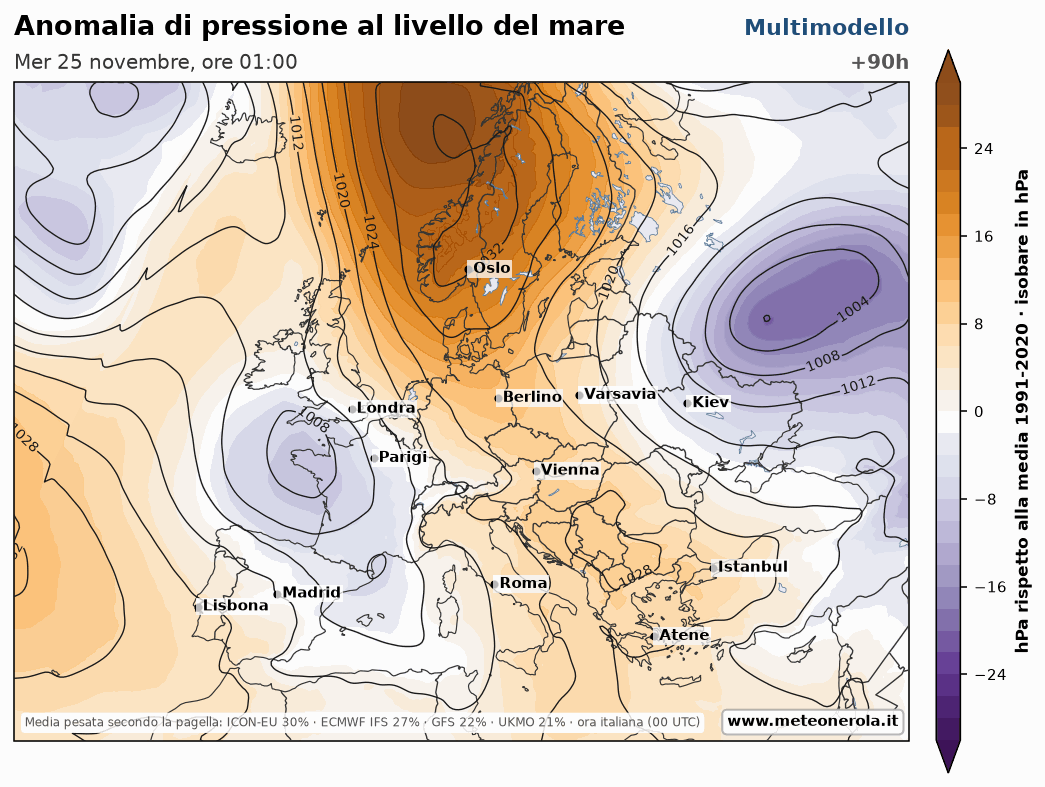 Anomalia di pressione al livello del mare
Multimodello
Mer 25 novembre, ore 01:00
+90h
1012
1020
1024
1016
1020
1032
Oslo
1004
1008
1012
Londra
Berlino
Varsavia
Kiev
1008
1028
Parigi
Vienna
1028
Roma
Istanbul
Madrid
Lisbona
Atene
Media pesata secondo la pagella: ICON-EU 30% · ECMWF IFS 27% · GFS 22% · UKMO 21% · ora italiana (00 UTC)
www.meteonerola.it
24
16
8
0
−8
−16
−24
hPa rispetto alla media 1991-2020 · isobare in hPa